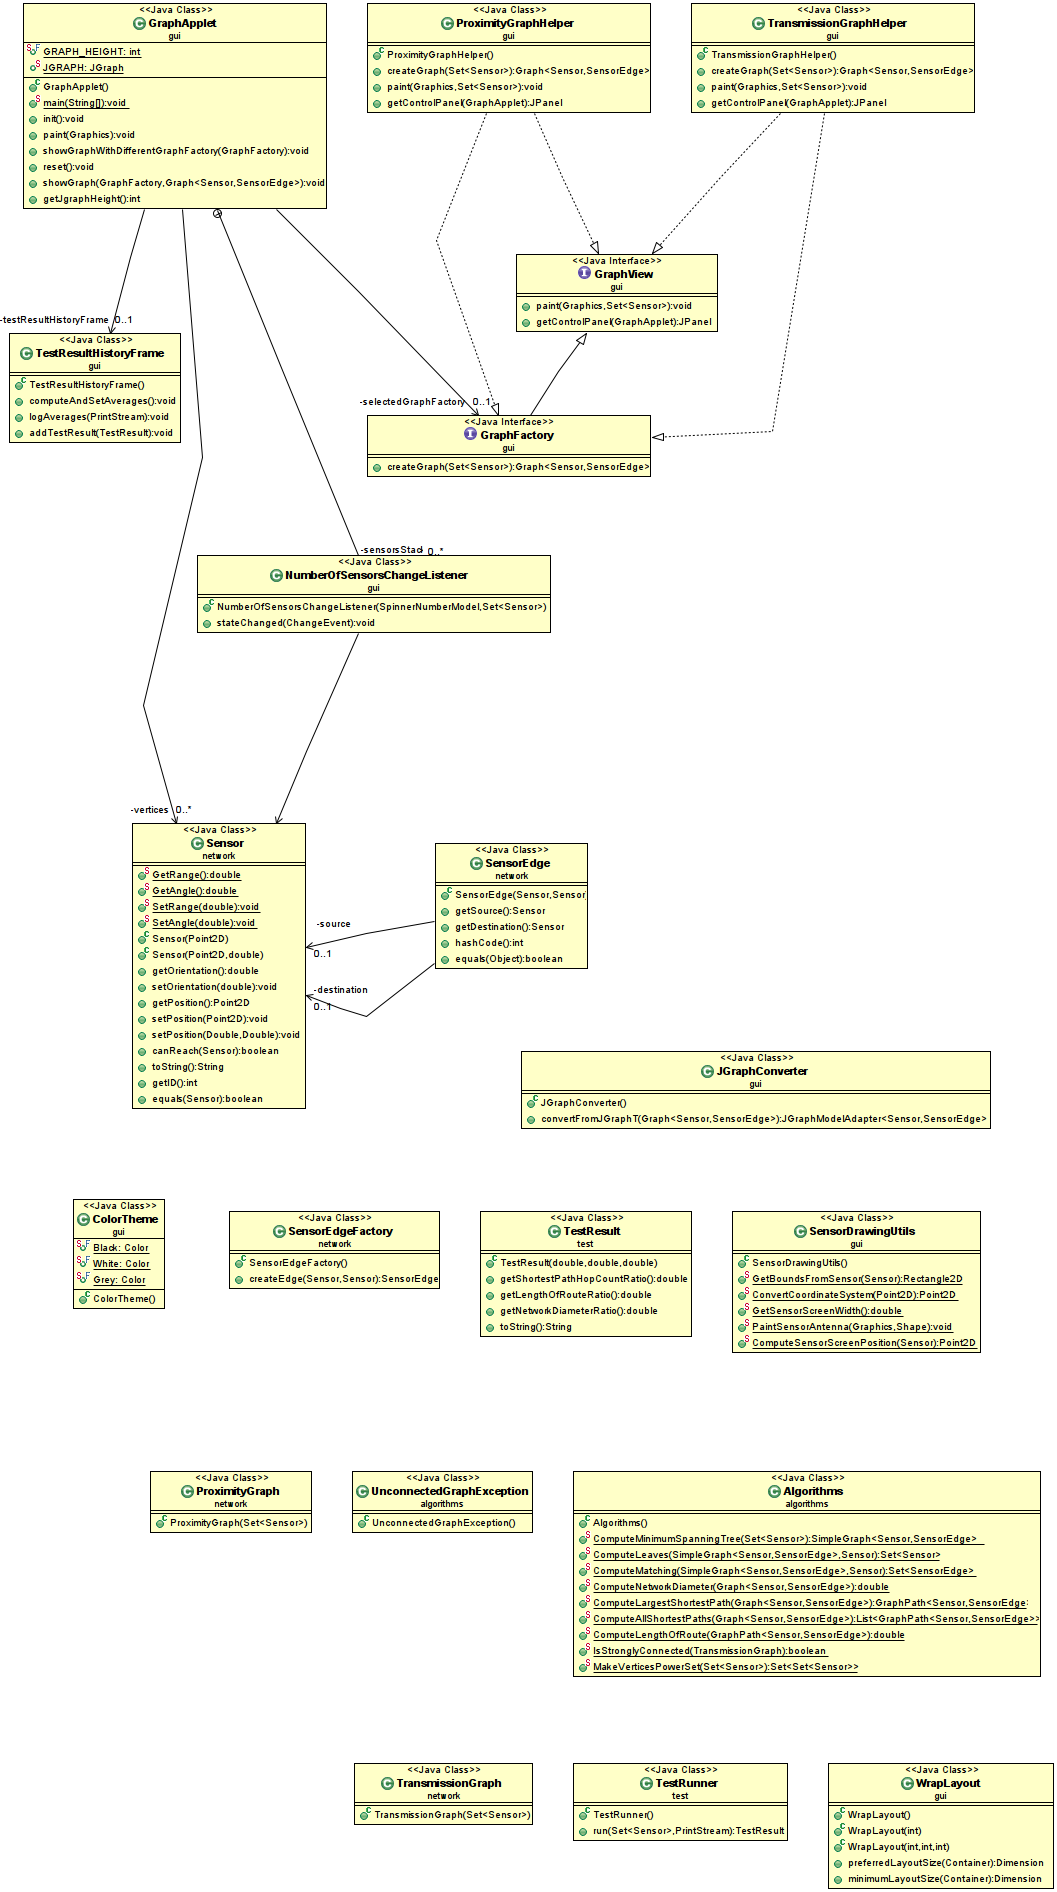 <<Java Class>>
GraphApplet
gui
GRAPH_HEIGHT: int
JGRAPH: JGraph
GraphApplet()
main(String[]):void
init():void
paint(Graphics):void
showGraphWithDifferentGraphFactory(GraphFactory):void
reset():void
showGraph(GraphFactory,Graph<Sensor,SensorEdge>):void
getJgraphHeight():int
<<Java Class>>
ProximityGraphHelper
gui
ProximityGraphHelper()
createGraph(Set<Sensor>):Graph<Sensor,SensorEdge>
paint(Graphics,Set<Sensor>):void
getControlPanel(GraphApplet):JPanel
<<Java Class>>
TransmissionGraphHelper
gui
TransmissionGraphHelper()
createGraph(Set<Sensor>):Graph<Sensor,SensorEdge>
paint(Graphics,Set<Sensor>):void
getControlPanel(GraphApplet):JPanel
<<Java Interface>>
GraphView
gui
paint(Graphics,Set<Sensor>):void
getControlPanel(GraphApplet):JPanel
-testResultHistoryFrame 0..1
<<Java Class>>
TestResultHistoryFrame
gui
TestResultHistoryFrame()
computeAndSetAverages():void
logAverages(PrintStream):void
addTestResult(TestResult):void
-selectedGraphFactory 0..1
<<Java Interface>>
GraphFactory
gui
createGraph(Set<Sensor>):Graph<Sensor,SensorEdge>
-sensorsStack 0..*
<<Java Class>>
NumberOfSensorsChangeListener
gui
NumberOfSensorsChangeListener(SpinnerNumberModel,Set<Sensor>)
stateChanged(ChangeEvent):void
-vertices 0..*
<<Java Class>>
Sensor
network
GetRange():double
GetAngle():double
SetRange(double):void
SetAngle(double):void
Sensor(Point2D)
Sensor(Point2D,double)
getOrientation():double
setOrientation(double):void
getPosition():Point2D
setPosition(Point2D):void
setPosition(Double,Double):void
canReach(Sensor):boolean
toString():String
getID():int
equals(Sensor):boolean
<<Java Class>>
SensorEdge
network
SensorEdge(Sensor,Sensor)
getSource():Sensor
getDestination():Sensor
hashCode():int
equals(Object):boolean
-source
0..1
-destination
0..1
<<Java Class>>
JGraphConverter
gui
JGraphConverter()
convertFromJGraphT(Graph<Sensor,SensorEdge>):JGraphModelAdapter<Sensor,SensorEdge>
<<Java Class>>
ColorTheme
gui
Black: Color
White: Color
Grey: Color
ColorTheme()
<<Java Class>>
SensorEdgeFactory
network
SensorEdgeFactory()
createEdge(Sensor,Sensor):SensorEdge
<<Java Class>>
TestResult
test
TestResult(double,double,double)
getShortestPathHopCountRatio():double
getLengthOfRouteRatio():double
getNetworkDiameterRatio():double
toString():String
<<Java Class>>
SensorDrawingUtils
gui
SensorDrawingUtils()
GetBoundsFromSensor(Sensor):Rectangle2D
ConvertCoordinateSystem(Point2D):Point2D
GetSensorScreenWidth():double
PaintSensorAntenna(Graphics,Shape):void
ComputeSensorScreenPosition(Sensor):Point2D
<<Java Class>>
ProximityGraph
network
ProximityGraph(Set<Sensor>)
<<Java Class>>
UnconnectedGraphException
algorithms
UnconnectedGraphException()
<<Java Class>>
Algorithms
algorithms
Algorithms()
ComputeMinimumSpanningTree(Set<Sensor>):SimpleGraph<Sensor,SensorEdge>
ComputeLeaves(SimpleGraph<Sensor,SensorEdge>,Sensor):Set<Sensor>
ComputeMatching(SimpleGraph<Sensor,SensorEdge>,Sensor):Set<SensorEdge>
ComputeNetworkDiameter(Graph<Sensor,SensorEdge>):double
ComputeLargestShortestPath(Graph<Sensor,SensorEdge>):GraphPath<Sensor,SensorEdge>
ComputeAllShortestPaths(Graph<Sensor,SensorEdge>):List<GraphPath<Sensor,SensorEdge>>
ComputeLengthOfRoute(GraphPath<Sensor,SensorEdge>):double
IsStronglyConnected(TransmissionGraph):boolean
MakeVerticesPowerSet(Set<Sensor>):Set<Set<Sensor>>
<<Java Class>>
TransmissionGraph
network
TransmissionGraph(Set<Sensor>)
<<Java Class>>
TestRunner
test
TestRunner()
run(Set<Sensor>,PrintStream):TestResult
<<Java Class>>
WrapLayout
gui
WrapLayout()
WrapLayout(int)
WrapLayout(int,int,int)
preferredLayoutSize(Container):Dimension
minimumLayoutSize(Container):Dimension